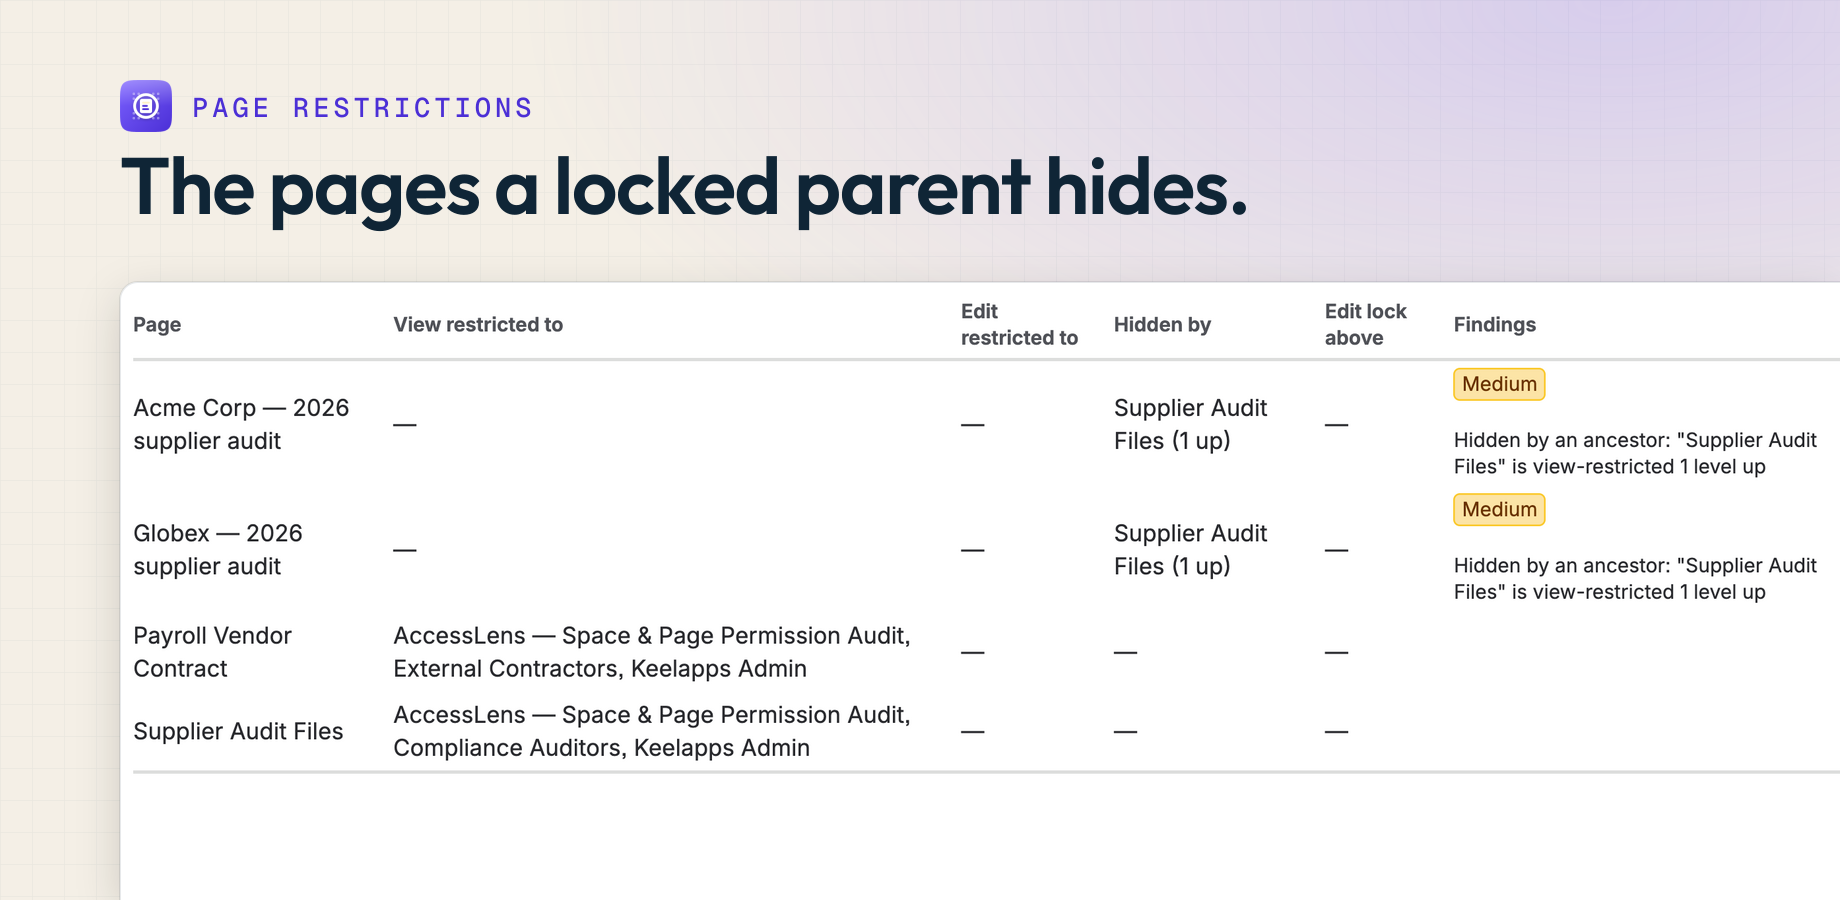 PAGE RESTRICTIONS
The pages a locked parent hides.
Page
View restricted to
Edit
restricted to
Hidden by
Edit lock
above
Findings
Acme Corp — 2026
supplier audit
—
—
Supplier Audit
Files (1 up)
—
Medium
Hidden by an ancestor: "Supplier Audit
Files" is view-restricted 1 level up
Globex — 2026
supplier audit
—
—
Supplier Audit
Files (1 up)
—
Medium
Hidden by an ancestor: "Supplier Audit
Files" is view-restricted 1 level up
Payroll Vendor
Contract
AccessLens — Space & Page Permission Audit,
External Contractors, Keelapps Admin
—
—
—
Supplier Audit Files
AccessLens — Space & Page Permission Audit,
Compliance Auditors, Keelapps Admin
—
—
—